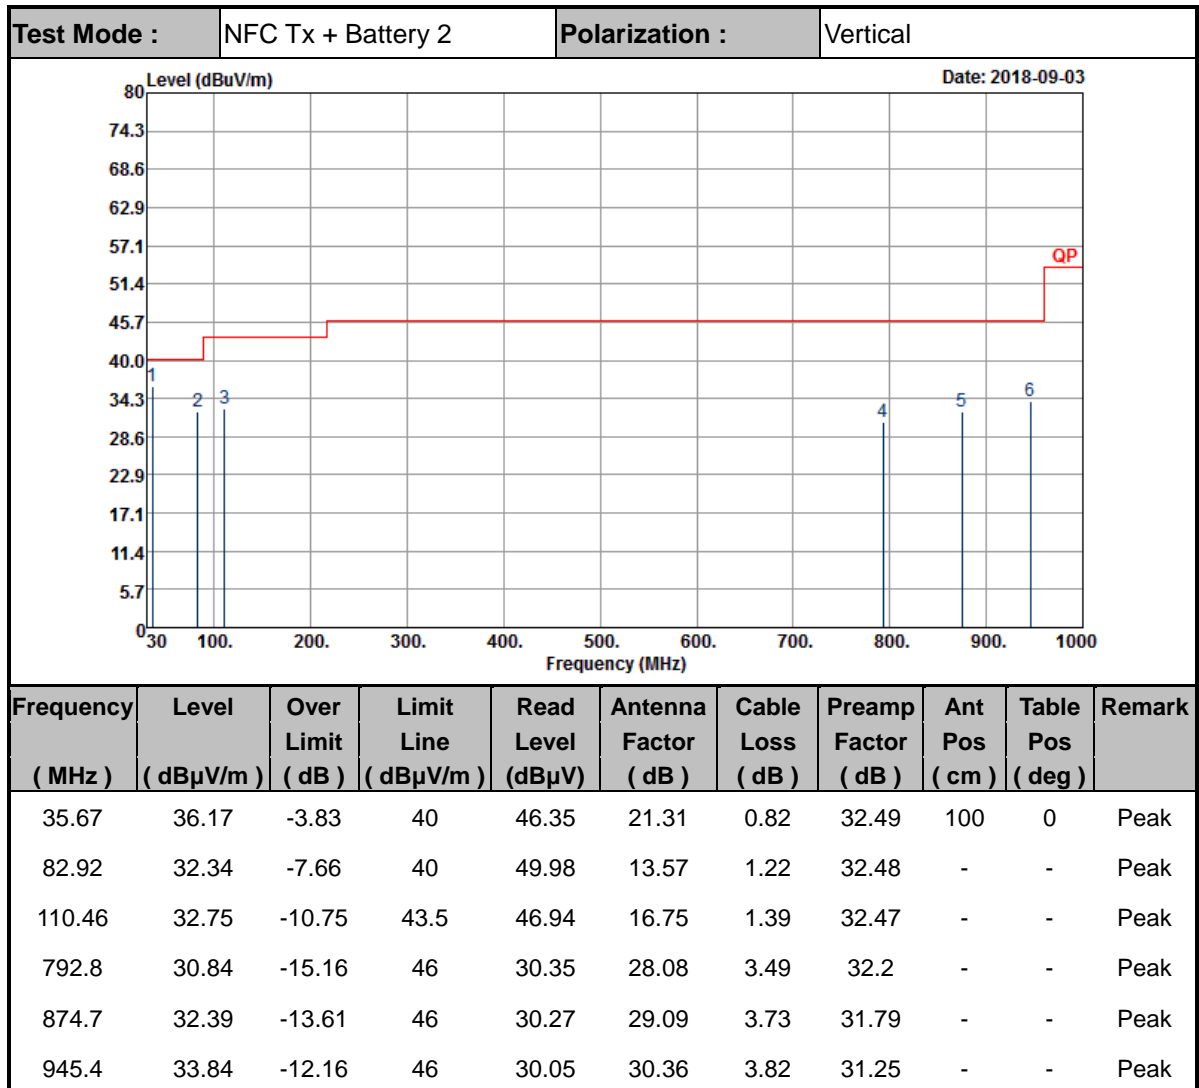 Test Mode : NFC Tx + Battery 2 Polarization : Vertical
Level (dBuV/m) Date: 2018-09-03
80
74.3
68.6
62.9
57.1
QP
51.4
45.7
40.0
1
34.3 2 3 4 5 6
28.6
22.9
17.1
11.4
5.7
0
30 100. 200. 300. 400. 500. 600. 700. 800. 900. 1000
Frequency (MHz)
Frequency Level Over Limit Read Antenna Cable Preamp Ant Table Remark
Limit Line Level Factor Loss Factor Pos Pos
( MHz ) ( dBµV/m ) ( dB ) ( dBµV/m ) (dBµV) ( dB ) ( dB ) ( dB ) ( cm ) ( deg )
35.67 36.17 -3.83 40 46.35 21.31 0.82 32.49 100 0 Peak
82.92 32.34 -7.66 40 49.98 13.57 1.22 32.48 - - Peak
110.46 32.75 -10.75 43.5 46.94 16.75 1.39 32.47 - - Peak
792.8 30.84 -15.16 46 30.35 28.08 3.49 32.2 - - Peak
874.7 32.39 -13.61 46 30.27 29.09 3.73 31.79 - - Peak
945.4 33.84 -12.16 46 30.05 30.36 3.82 31.25 - - Peak